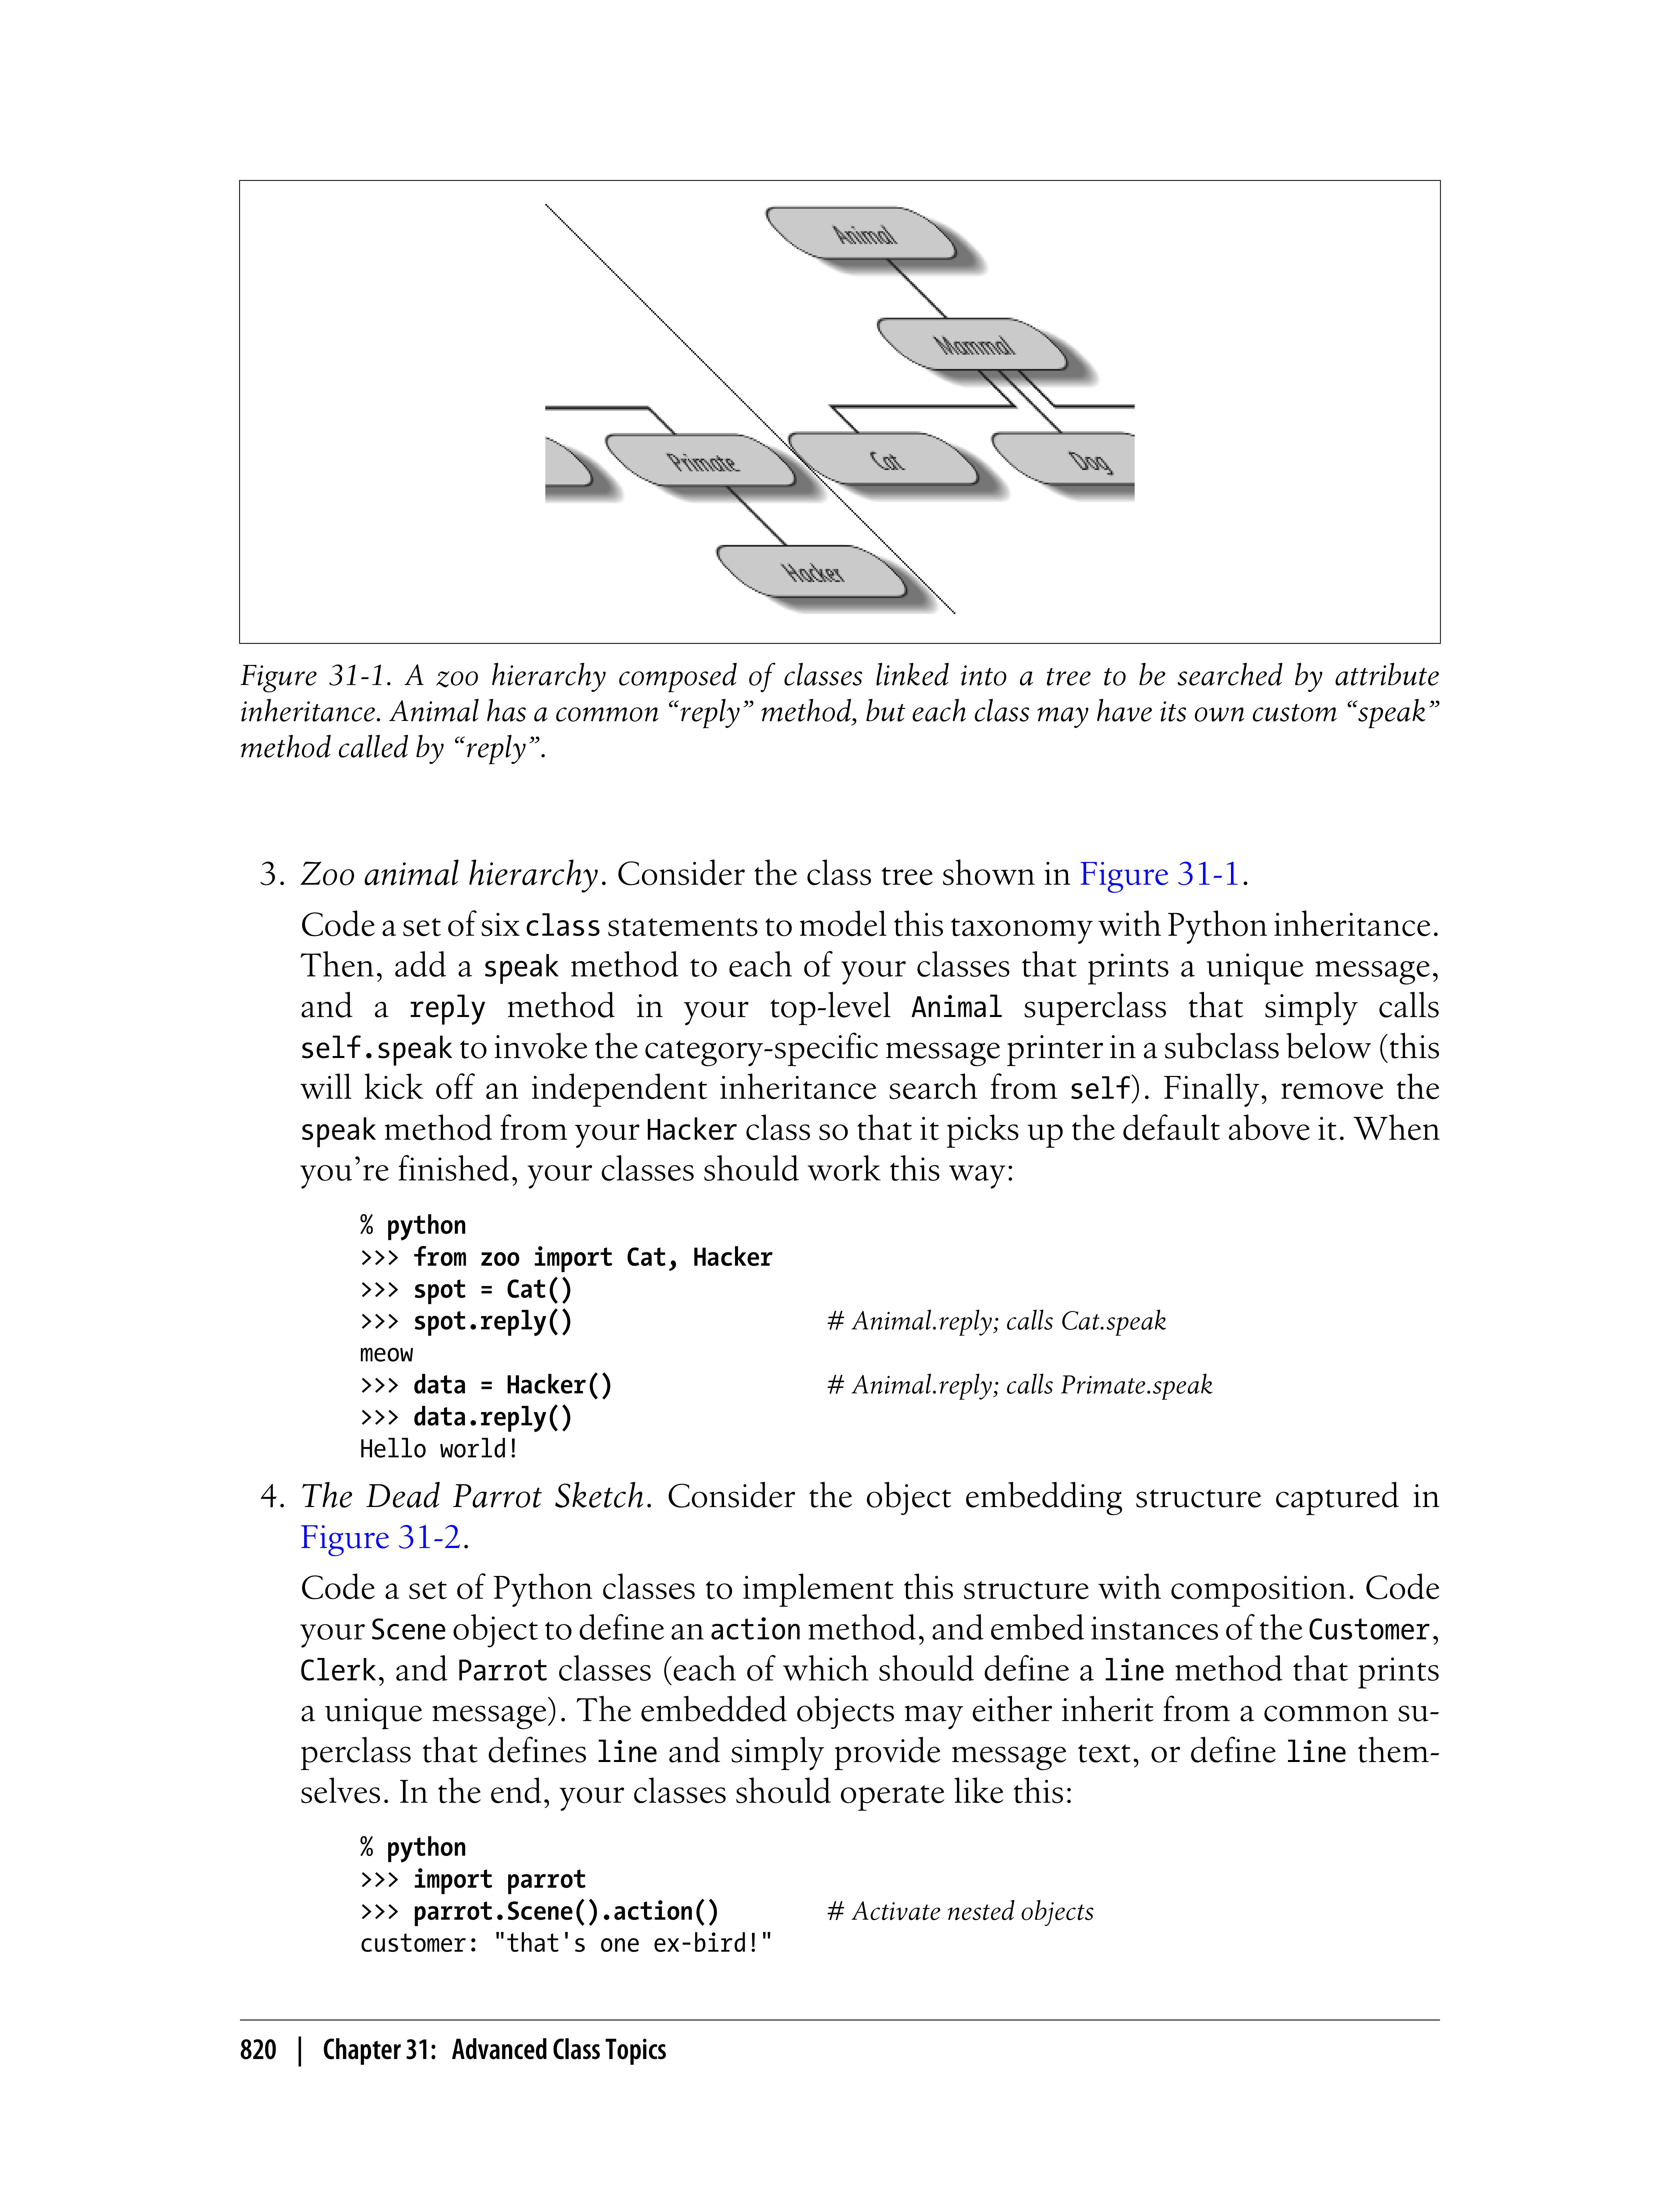 Animal
Mammal
Primate
Cat
Dog
Hacker
Figure 31-1. A zoo hierarchy composed of classes linked into a tree to be searched by attribute
inheritance. Animal has a common “reply” method, but each class may have its own custom “speak”
method called by “reply”.
3. Zoo animal hierarchy. Consider the class tree shown in Figure 31-1.
Code a set of six class statements to model this taxonomy with Python inheritance.
Then, add a speak method to each of your classes that prints a unique message,
and a reply method in your top-level Animal superclass that simply calls
self.speak to invoke the category-specific message printer in a subclass below (this
will kick off an independent inheritance search from self). Finally, remove the
speak method from your Hacker class so that it picks up the default above it. When
you’re finished, your classes should work this way:
% python
>>> from zoo import Cat, Hacker
>>> spot = Cat()
>>> spot.reply() # Animal.reply; calls Cat.speak
meow
>>> data = Hacker() # Animal.reply; calls Primate.speak
>>> data.reply()
Hello world!
4. The Dead Parrot Sketch. Consider the object embedding structure captured in
Figure 31-2.
Code a set of Python classes to implement this structure with composition. Code
your Scene object to define an action method, and embed instances of the Customer,
Clerk, and Parrot classes (each of which should define a line method that prints
a unique message). The embedded objects may either inherit from a common su-
perclass that defines line and simply provide message text, or define line them-
selves. In the end, your classes should operate like this:
% python
>>> import parrot
>>> parrot.Scene().action() # Activate nested objects
customer: "that's one ex-bird!"
820 | Chapter 31: Advanced Class Topics